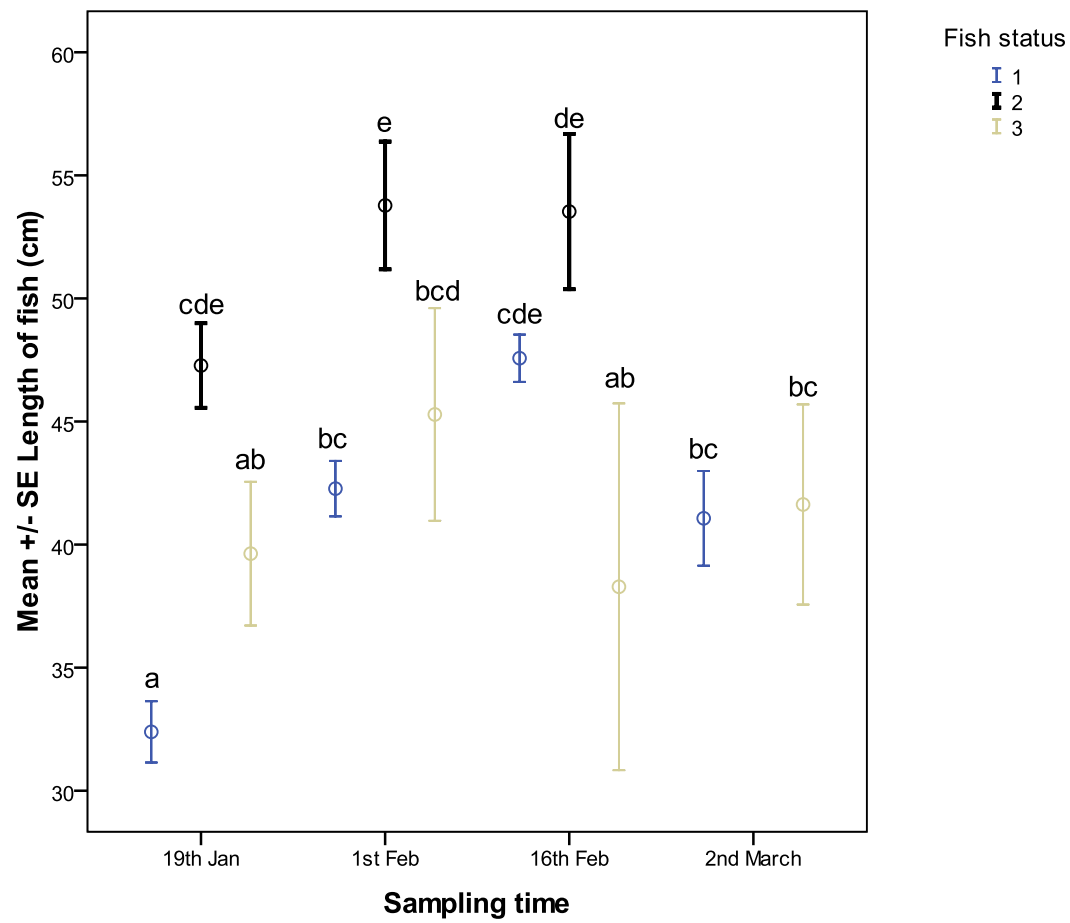 Fish status
1
2
3
Mean +/- SE Length of fish (cm)
60
55
50
45
40
35
30
e
de
cde
bcd
cde
ab
bc
bc
bc
ab
a
19th Jan
1st Feb
16th Feb
2nd March
Sampling time